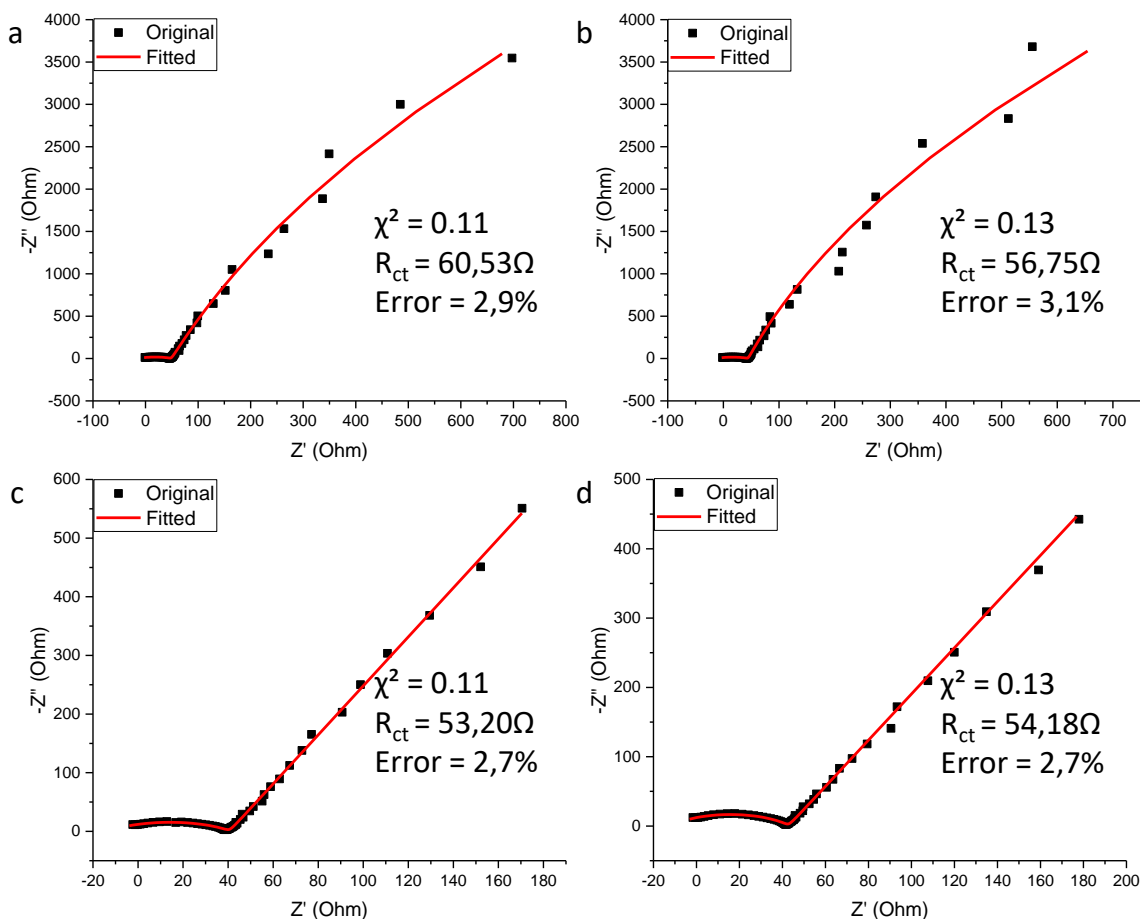 a
Original
Fitted
4000
3500
3000
2500
2000
1500
1000
500
0
-500
-Z'' (Ohm)
χ² = 0.11
Rct = 60,53Ω
Error = 2,9%
-100 0 100 200 300 400 500 600 700 800
Z' (Ohm)
b
Original
Fitted
4000
3500
3000
2500
2000
1500
1000
500
0
-500
-Z'' (Ohm)
χ² = 0.13
Rct = 56,75Ω
Error = 3,1%
-100 0 100 200 300 400 500 600 700
Z' (Ohm)
c
Original
Fitted
600
500
400
300
200
100
0
-Z'' (Ohm)
χ² = 0.11
Rct = 53,20Ω
Error = 2,7%
-20 0 20 40 60 80 100 120 140 160 180
Z' (Ohm)
d
Original
Fitted
500
400
300
200
100
0
-Z'' (Ohm)
χ² = 0.13
Rct = 54,18Ω
Error = 2,7%
-20 0 20 40 60 80 100 120 140 160 180 200
Z' (Ohm)